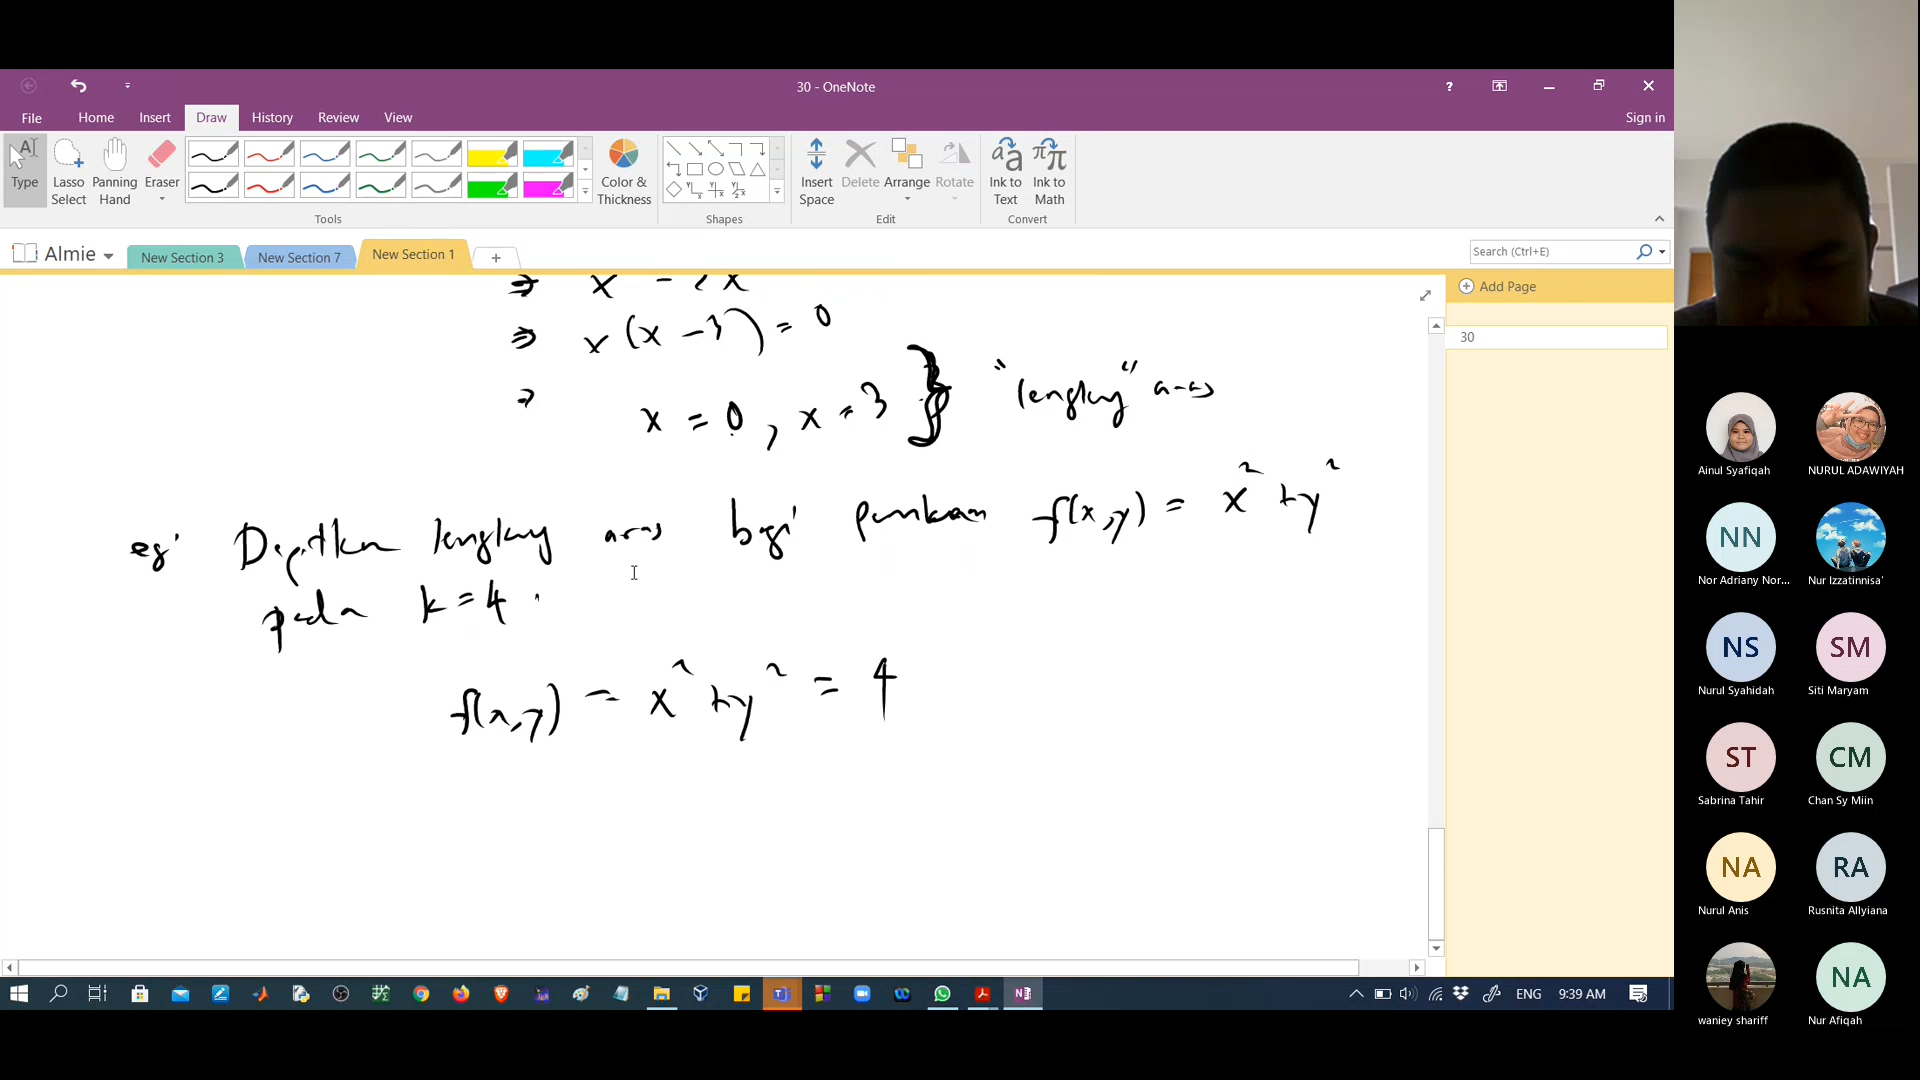 30 - OneNote
File Home Insert Draw History Review View
Sign in
Type
Lasso Select
Panning Hand
Eraser
Color & Thickness
Insert Space
Delete
Arrange
Rotate
Ink to Text
Ink to Math
Tools
Shapes
Edit
Convert
Almie
New Section 3
New Section 7
New Section 1
Search (Ctrl+E)
Add Page
30
⇒ x(x-3) = 0
⇒ x = 0, x = 3 } "lengkung" aras
eg: Dapatkan lengkung aras bagi f(x,y) = x² + y²
pada k = 4.
f(x,y) = x² + y² = 4
Ainul Syafiqah
NURUL ADAWIYAH
NN
Nor Adriany Nor...
Nur Izzatinnisa'
NS
Nurul Syahidah
SM
Siti Maryam
ST
Sabrina Tahir
CM
Chan Sy Miin
NA
Nurul Anis
RA
Rusnita Allyiana
waniey shariff
NA
Nur Afiqah
ENG
9:39 AM